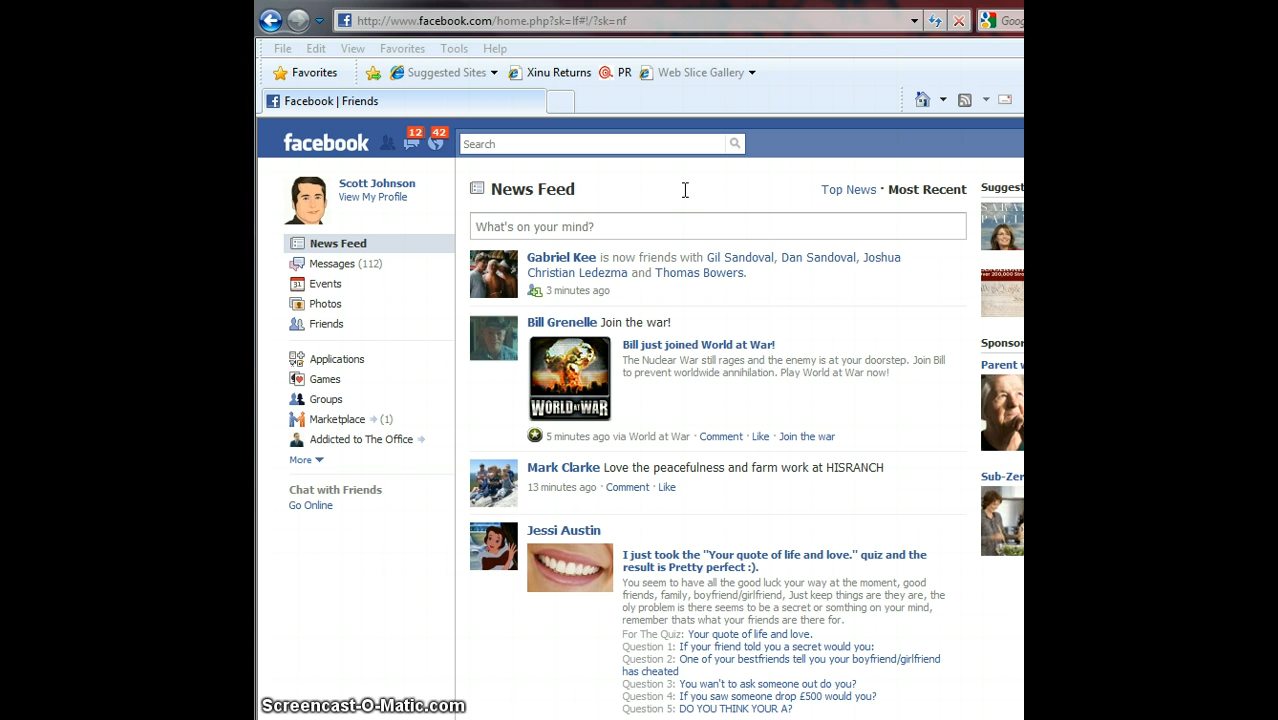 http://www.facebook.com/home.php?sk=lf#!/?sk=nf
Goog
File Edit View Favorites Tools Help
Favorites Suggested Sites Xinu Returns PR Web Slice Gallery
Facebook | Friends
facebook 12 42 Search
Scott Johnson
View My Profile
News Feed
Messages (112)
Events
Photos
Friends
Applications
Games
Groups
Marketplace (1)
Addicted to The Office
More
Chat with Friends
Go Online
News Feed Top News · Most Recent
What's on your mind?
Gabriel Kee is now friends with Gil Sandoval, Dan Sandoval, Joshua
Christian Ledezma and Thomas Bowers.
3 minutes ago
Bill Grenelle Join the war!
WORLD AT WAR
Bill just joined World at War!
The Nuclear War still rages and the enemy is at your doorstep. Join Bill
to prevent worldwide annihilation. Play World at War now!
5 minutes ago via World at War · Comment · Like · Join the war
Mark Clarke Love the peacefulness and farm work at HISRANCH
13 minutes ago · Comment · Like
Jessi Austin
I just took the "Your quote of life and love." quiz and the
result is Pretty perfect :).
You seem to have all the good luck your way at the moment, good
friends, family, boyfriend/girlfriend, Just keep things are they are, the
oly problem is there seems to be a secret or somthing on your mind,
remember thats what your friends are there for.
For The Quiz: Your quote of life and love.
Question 1: If your friend told you a secret would you:
Question 2: One of your bestfriends tell you your boyfriend/girlfriend
has cheated
Question 3: You wan't to ask someone out do you?
Question 4: If you saw someone drop £500 would you?
Question 5: DO YOU THINK YOUR A?
Suggest
Sponsor
Parent w
Sub-Zer
Screencast-O-Matic.com